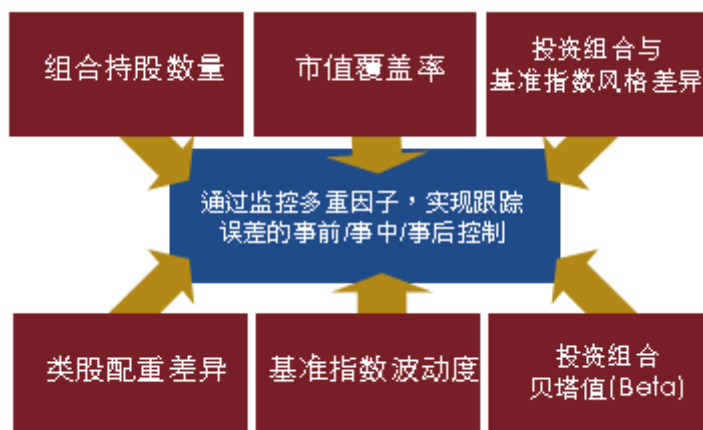 组合持股数量
市值覆盖率
投资组合与
基准指数风格差异
通过监控多重因子，实现跟踪
误差的事前/事中/事后控制
类股配重差异
基准指数波动度
投资组合
贝塔值(Beta)